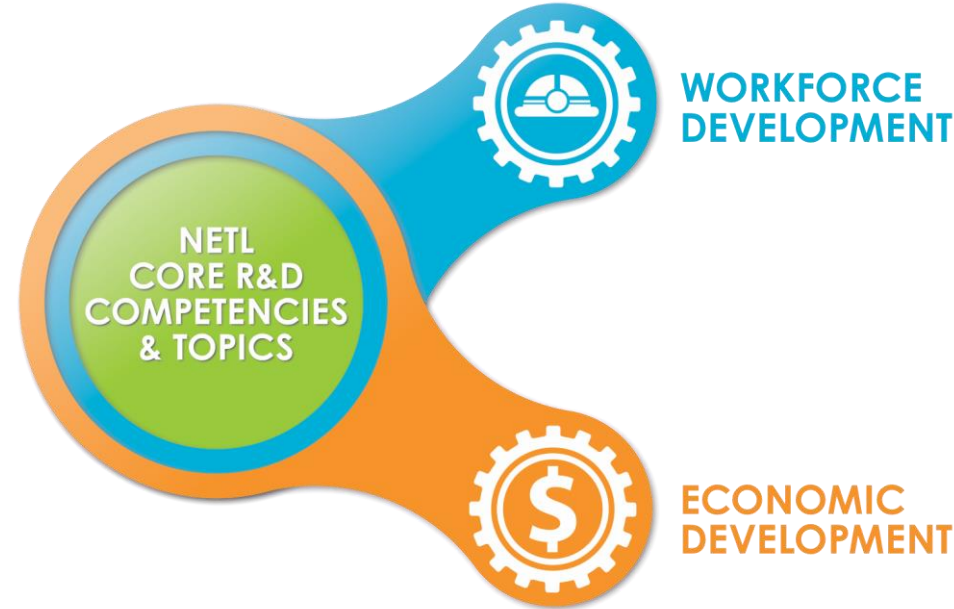 WORKFORCE
DEVELOPMENT
NETL
CORE R&D
COMPETENCIES
& TOPICS
$
ECONOMIC
DEVELOPMENT